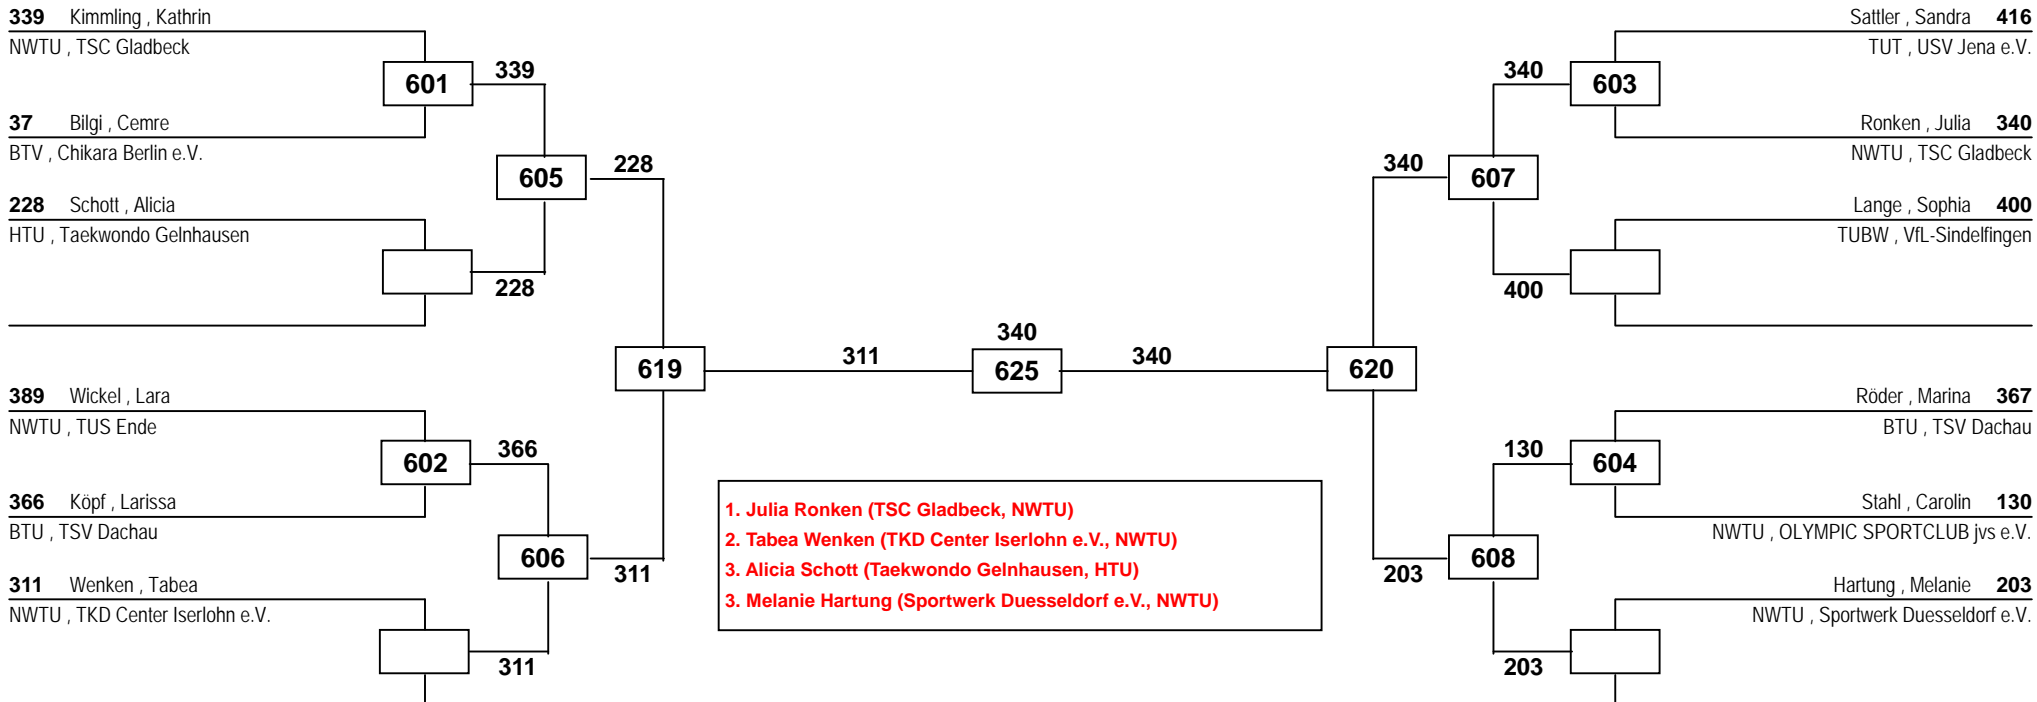 339 Kimmling , Kathrin
NWTU , TSC Gladbeck
601
339
37 Bilgi , Cemre
BTV , Chikara Berlin e.V.
605
228
228 Schott , Alicia
HTU , Taekwondo Gelnhausen
228
619
311
389 Wickel , Lara
NWTU , TUS Ende
602
366
366 Köpf , Larissa
BTU , TSV Dachau
606
311
311 Wenken , Tabea
NWTU , TKD Center Iserlohn e.V.
311
340
625
1. Julia Ronken (TSC Gladbeck, NWTU)
2. Tabea Wenken (TKD Center Iserlohn e.V., NWTU)
3. Alicia Schott (Taekwondo Gelnhausen, HTU)
3. Melanie Hartung (Sportwerk Duesseldorf e.V., NWTU)
Sattler , Sandra 416
TUT , USV Jena e.V.
340
603
Ronken , Julia 340
NWTU , TSC Gladbeck
340
607
Lange , Sophia 400
TUBW , VfL-Sindelfingen
400
340
620
Röder , Marina 367
BTU , TSV Dachau
130
604
Stahl , Carolin 130
NWTU , OLYMPIC SPORTCLUB jvs e.V.
203
608
Hartung , Melanie 203
NWTU , Sportwerk Duesseldorf e.V.
203